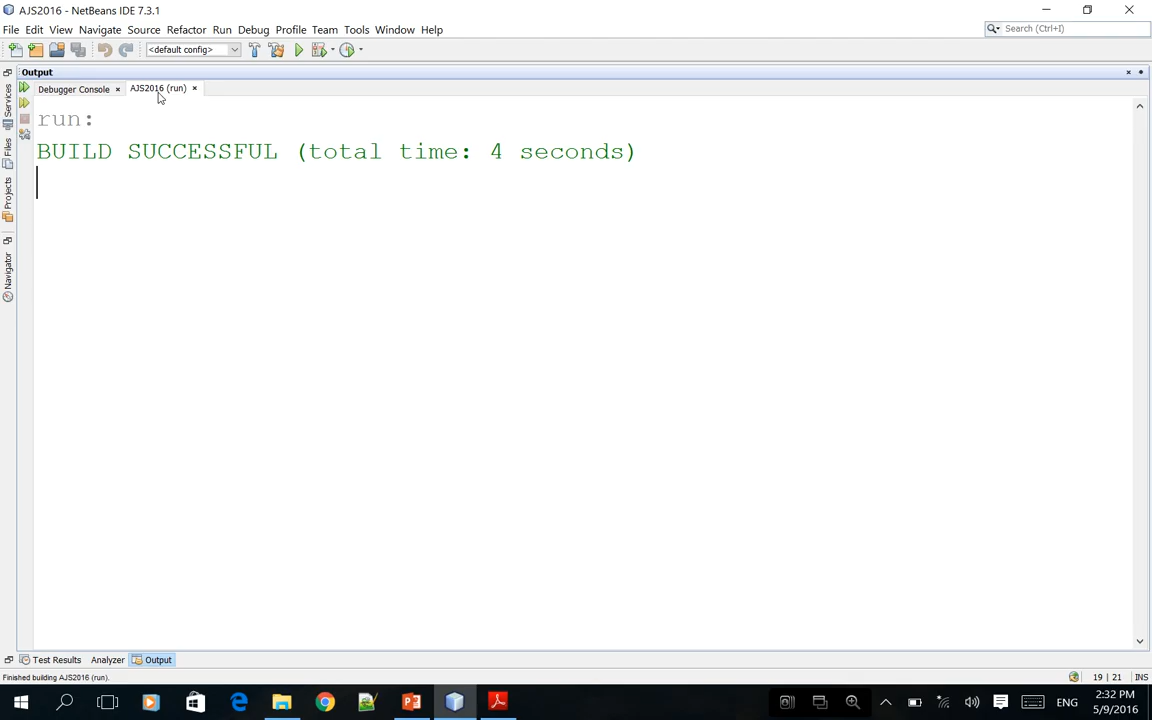 AJS2016 - NetBeans IDE 7.3.1
File Edit View Navigate Source Refactor Run Debug Profile Team Tools Window Help
Search (Ctrl+I)
<default config>
Output
Debugger Console
AJS2016 (run)
Services
Files
Projects
Navigator
run:
BUILD SUCCESSFUL (total time: 4 seconds)
Test Results
Analyzer
Output
Finished building AJS2016 (run).
19 | 21
INS
ENG
2:32 PM
5/9/2016